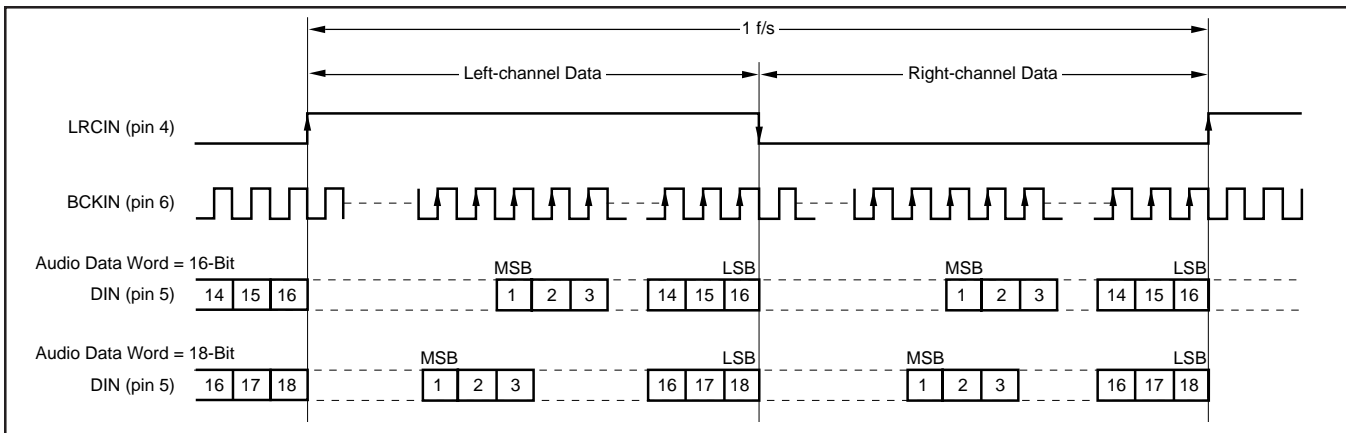 1 f/s
Left-channel Data
Right-channel Data
LRCIN (pin 4)
BCKIN (pin 6)
Audio Data Word = 16-Bit
MSB LSB MSB LSB
DIN (pin 5) 14 15 16 1 2 3 14 15 16 1 2 3 14 15 16
Audio Data Word = 18-Bit
MSB LSB MSB LSB
DIN (pin 5) 16 17 18 1 2 3 16 17 18 1 2 3 16 17 18